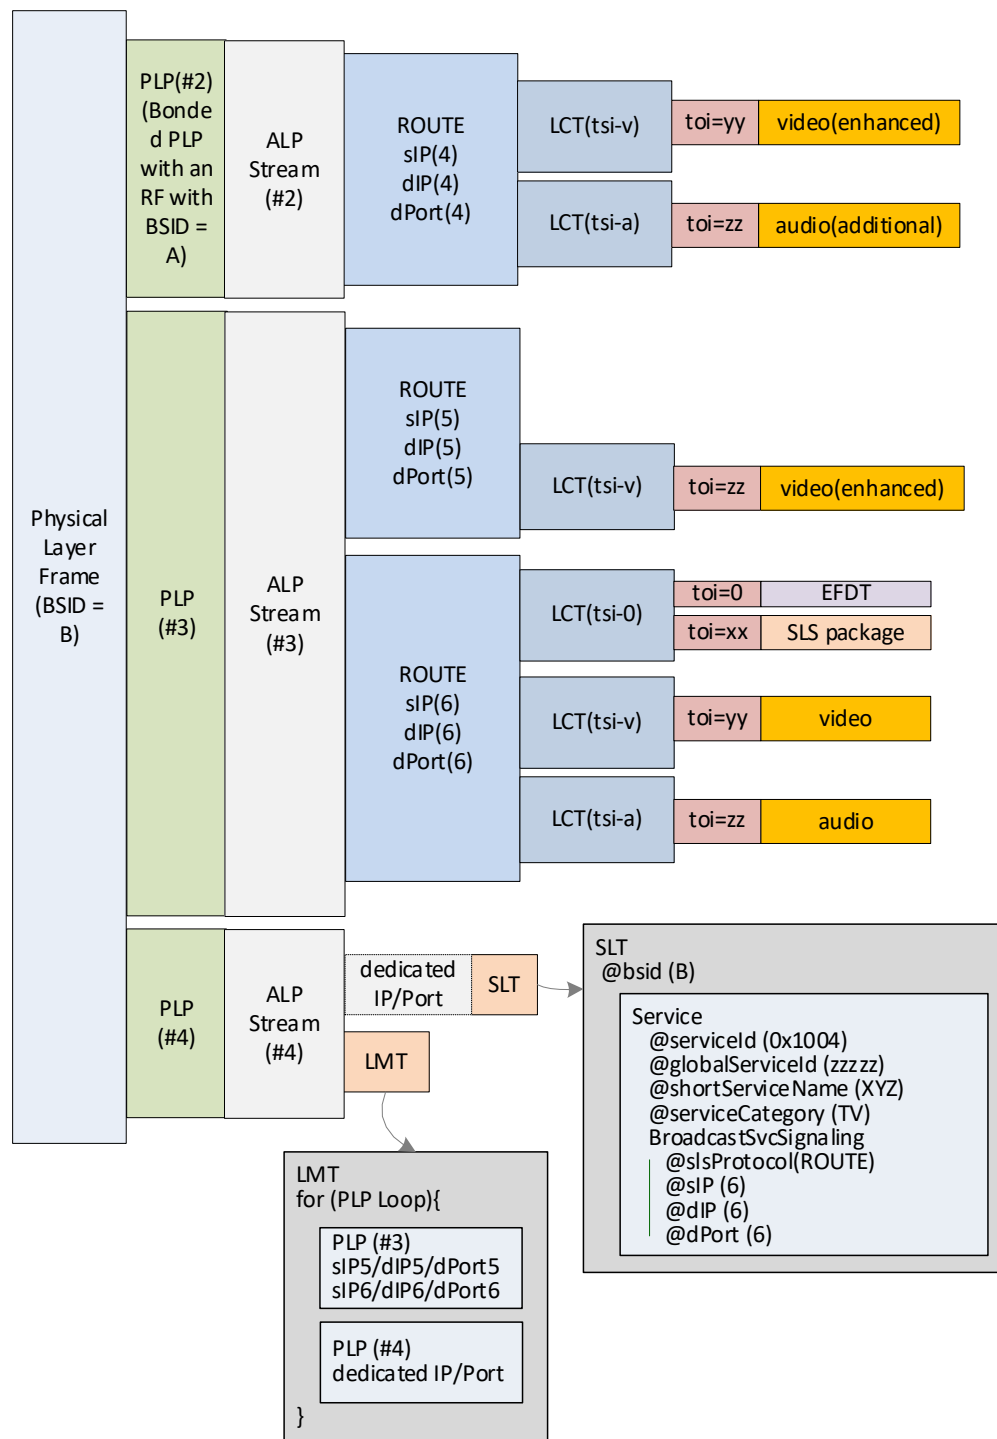 Physical
Layer
Frame
(BSID =
B)
PLP(#2)
(Bonde
d PLP
with an
RF with
BSID =
A)
ALP
Stream
(#2)
ROUTE
sIP(4)
dIP(4)
dPort(4)
LCT(tsi-v)
toi=yy
video(enhanced)
LCT(tsi-a)
toi=zz
audio(additional)
PLP
(#3)
ALP
Stream
(#3)
ROUTE
sIP(5)
dIP(5)
dPort(5)
LCT(tsi-v)
toi=zz
video(enhanced)
ROUTE
sIP(6)
dIP(6)
dPort(6)
LCT(tsi-0)
toi=0
EFDT
toi=xx
SLS package
LCT(tsi-v)
toi=yy
video
LCT(tsi-a)
toi=zz
audio
PLP
(#4)
ALP
Stream
(#4)
dedicated
IP/Port
SLT
LMT
SLT
@bsid (B)
Service
@serviceId (0x1004)
@globalServiceId (zzzzz)
@shortServiceName (XYZ)
@serviceCategory (TV)
BroadcastSvcSignaling
@slsProtocol(ROUTE)
@sIP (6)
@dIP (6)
@dPort (6)
LMT
for (PLP Loop){
PLP (#3)
sIP5/dIP5/dPort5
sIP6/dIP6/dPort6
PLP (#4)
dedicated IP/Port
}